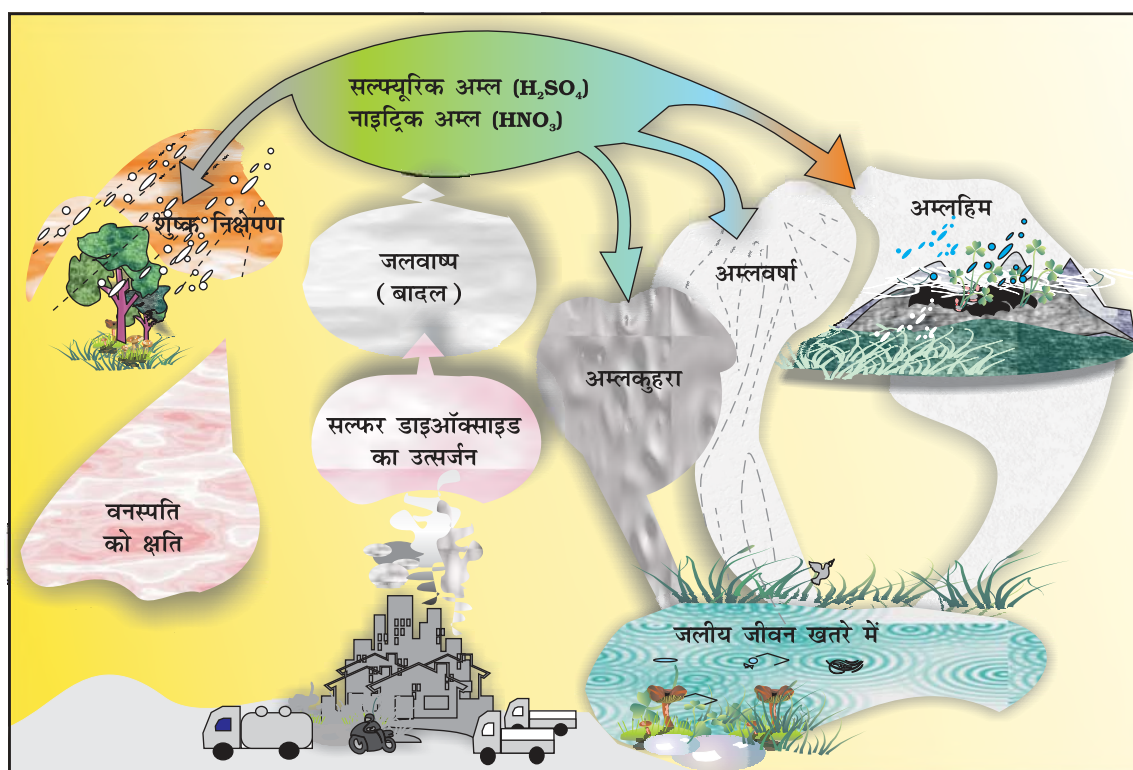 सल्फ्यूरिक अम्ल (H₂SO₄)
नाइट्रिक अम्ल (HNO₃)
शुष्क निक्षेपण
जलवाष्प
( बादल )
सल्फर डाइऑक्साइड
का उत्सर्जन
वनस्पति
को क्षति
अम्लकुहरा
अम्लवर्षा
अम्लहिम
जलीय जीवन खतरे में